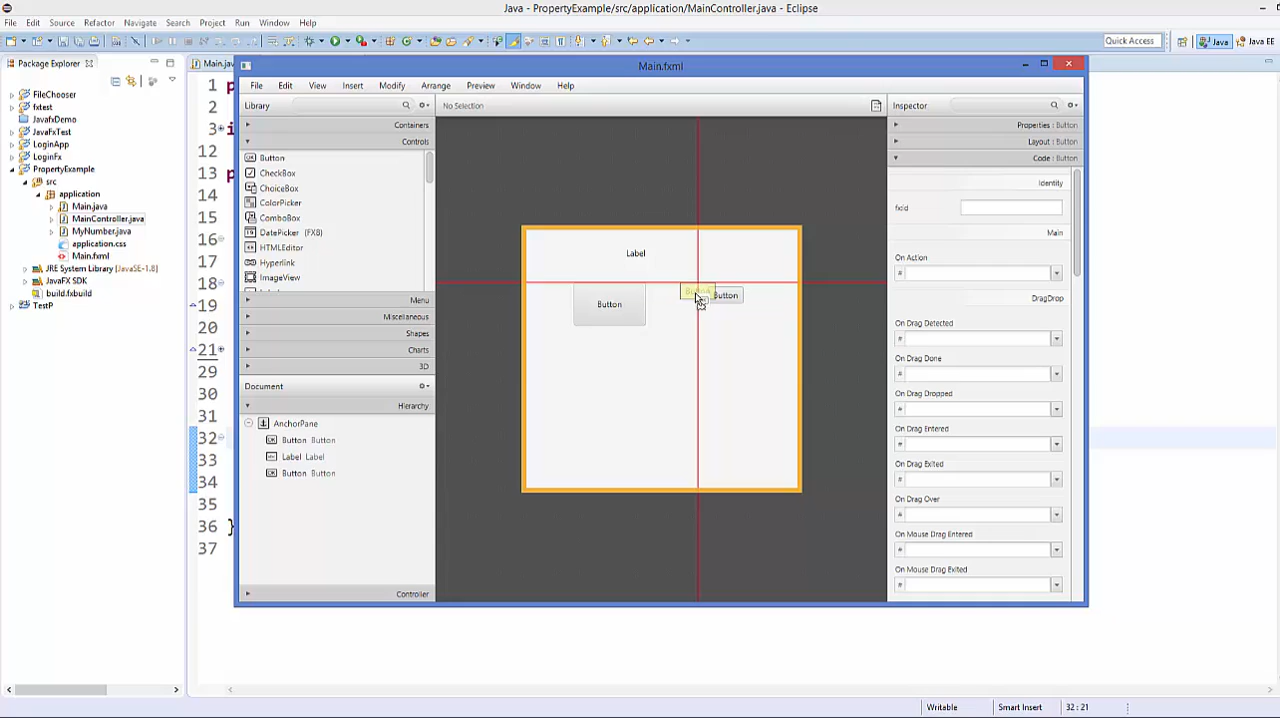 Java - PropertyExample/src/application/MainController.java - Eclipse
File Edit Source Refactor Navigate Search Project Run Window Help
Quick Access
Java
Java EE
Package Explorer
FileChooser
fxtest
JavafxDemo
JavaFxTest
LoginApp
LoginFx
PropertyExample
src
application
Main.java
MainController.java
MyNumber.java
application.css
Main.fxml
JRE System Library [JavaSE-1.8]
JavaFX SDK
build.fxbuild
TestP
Main.jav
1 p
2
3 i
12
13 p
14
15
16
17
18
19
20
21
29
30
31
32
33
34
35
36 }
37
Main.fxml
File Edit View Insert Modify Arrange Preview Window Help
Library
Containers
Controls
Button
CheckBox
ChoiceBox
ColorPicker
ComboBox
DatePicker (FX8)
HTMLEditor
Hyperlink
ImageView
Menu
Miscellaneous
Shapes
Charts
3D
Document
Hierarchy
AnchorPane
Button Button
Label Label
Button Button
Controller
No Selection
Label
Button
Button
Inspector
Properties : Button
Layout : Button
Code : Button
Identity
fx:id
Main
On Action
#
DragDrop
On Drag Detected
#
On Drag Done
#
On Drag Dropped
#
On Drag Entered
#
On Drag Exited
#
On Drag Over
#
On Mouse Drag Entered
#
On Mouse Drag Exited
#
Writable
Smart Insert
32 : 21